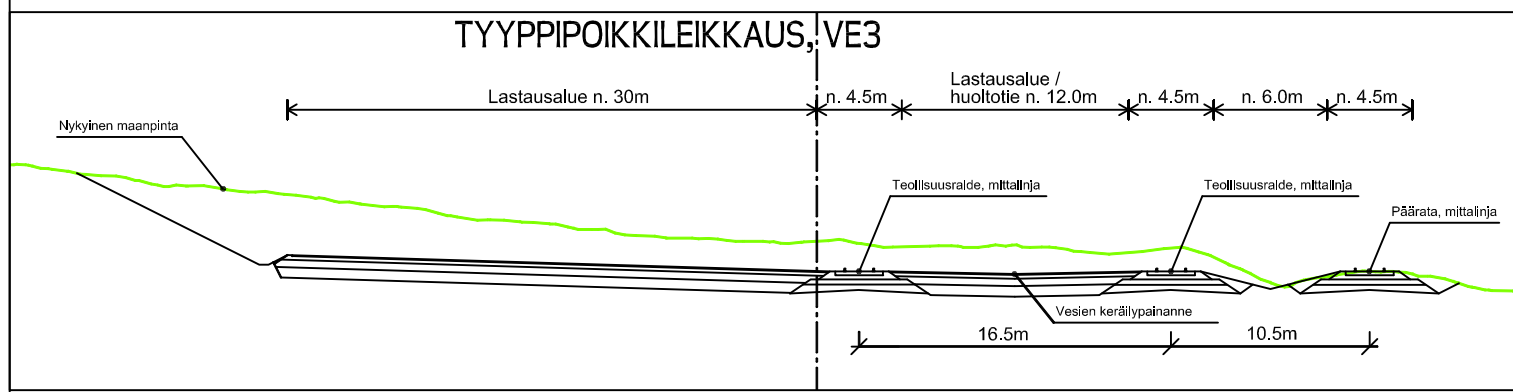 TYYPPIPOIKKILEIKKAUS, VE3
Lastausalue n. 30m
n. 4.5m
Lastausalue /
huoltotie n. 12.0m
n. 4.5m
n. 6.0m
n. 4.5m
Nykyinen maanpinta
Teollisuusraide, mittalinja
Teollisuusraide, mittalinja
Päärata, mittalinja
Vesien keräilypainanne
16.5m
10.5m